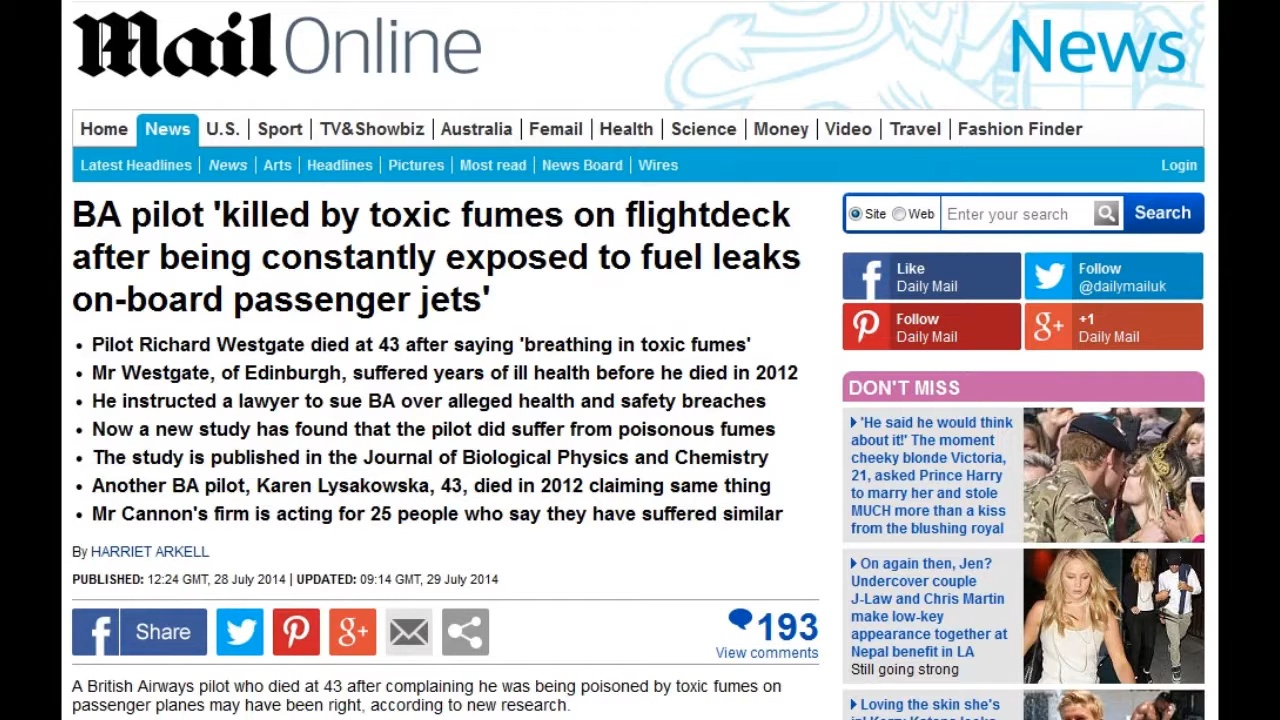 Mail Online
News
Home News U.S. Sport TV&Showbiz Australia Femail Health Science Money Video Travel Fashion Finder
Latest Headlines News Arts Headlines Pictures Most read News Board Wires Login
BA pilot 'killed by toxic fumes on flightdeck
after being constantly exposed to fuel leaks
on-board passenger jets'
• Pilot Richard Westgate died at 43 after saying 'breathing in toxic fumes'
• Mr Westgate, of Edinburgh, suffered years of ill health before he died in 2012
• He instructed a lawyer to sue BA over alleged health and safety breaches
• Now a new study has found that the pilot did suffer from poisonous fumes
• The study is published in the Journal of Biological Physics and Chemistry
• Another BA pilot, Karen Lysakowska, 43, died in 2012 claiming same thing
• Mr Cannon's firm is acting for 25 people who say they have suffered similar
By HARRIET ARKELL
PUBLISHED: 12:24 GMT, 28 July 2014 | UPDATED: 09:14 GMT, 29 July 2014
Share
193
View comments
A British Airways pilot who died at 43 after complaining he was being poisoned by toxic fumes on
passenger planes may have been right, according to new research.
Site Web Enter your search Search
Like
Daily Mail
Follow
@dailymailuk
Follow
Daily Mail
+1
Daily Mail
DON'T MISS
'He said he would think
about it!' The moment
cheeky blonde Victoria,
21, asked Prince Harry
to marry her and stole
MUCH more than a kiss
from the blushing royal
On again then, Jen?
Undercover couple
J-Law and Chris Martin
make low-key
appearance together at
Nepal benefit in LA
Still going strong
Loving the skin she's